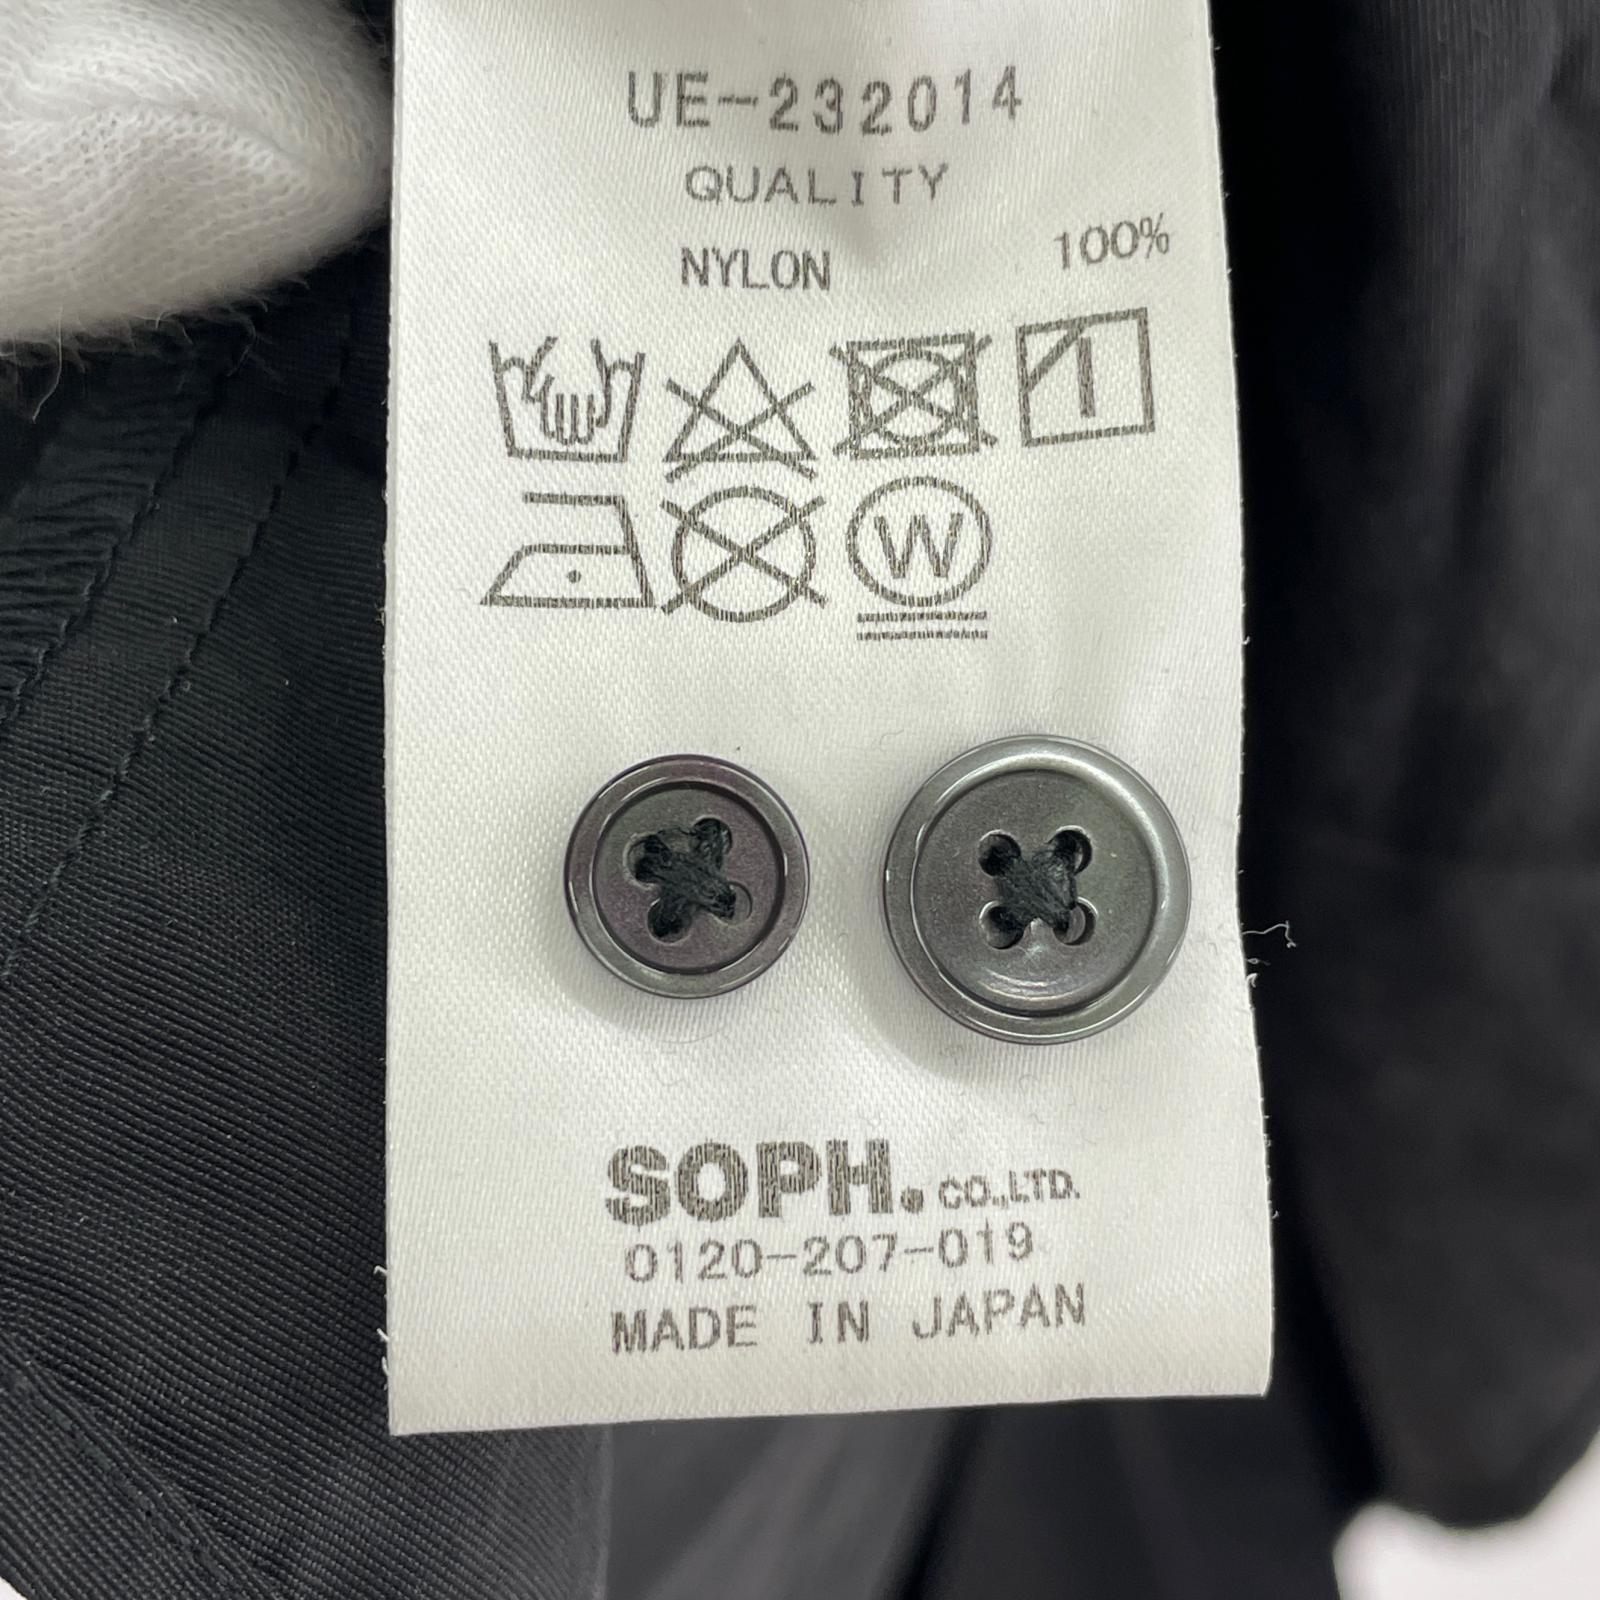 UE-232014
QUALITY
NYLON 100%
W
SOPH. CO.,LTD.
0120-207-019
MADE IN JAPAN